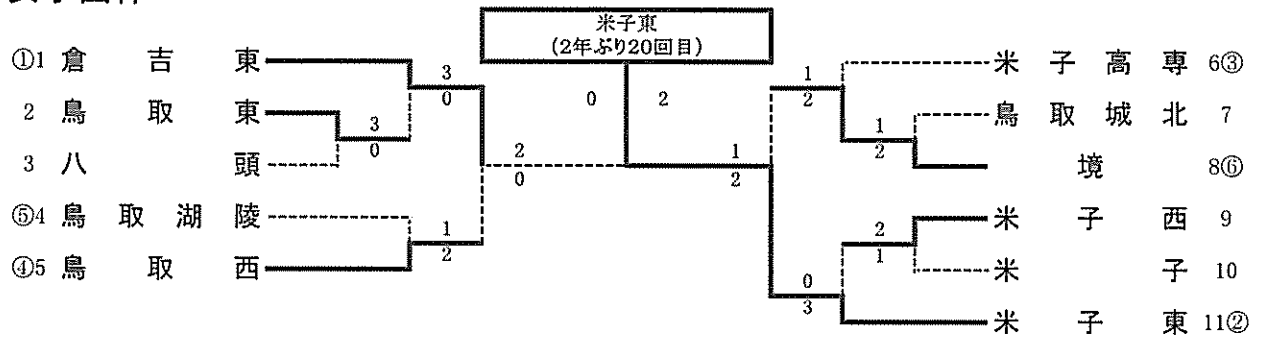 米子東
(2年ぶり20回目)
①1 倉吉東
2 鳥取東
3 八頭
⑤4 鳥取湖陵
④5 鳥取西
3
0
3
0
2
0
1
2
0 2
1
2
1
2
1
2
2
1
0
3
米子高専 6③
鳥取城北 7
境 8⑥
米子西 9
米子 10
米子東 11②